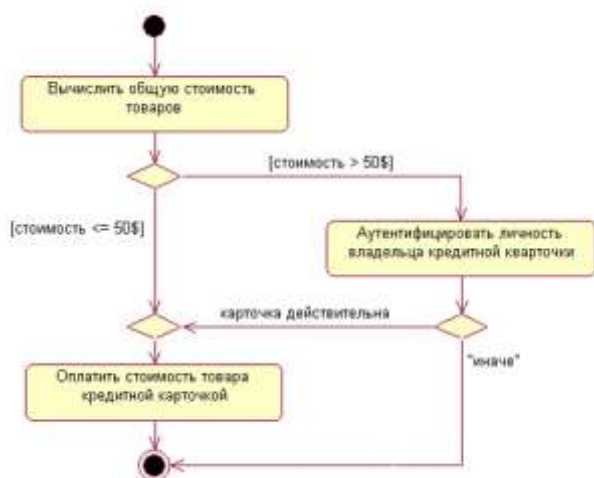 Вычислить общую стоимость
товаров
[стоимость > 50$]
[стоимость <= 50$]
Аутентифицировать личность
владельца кредитной кварточки
карточка действительна
Оплатить стоимость товара
кредитной карточкой
"иначе"